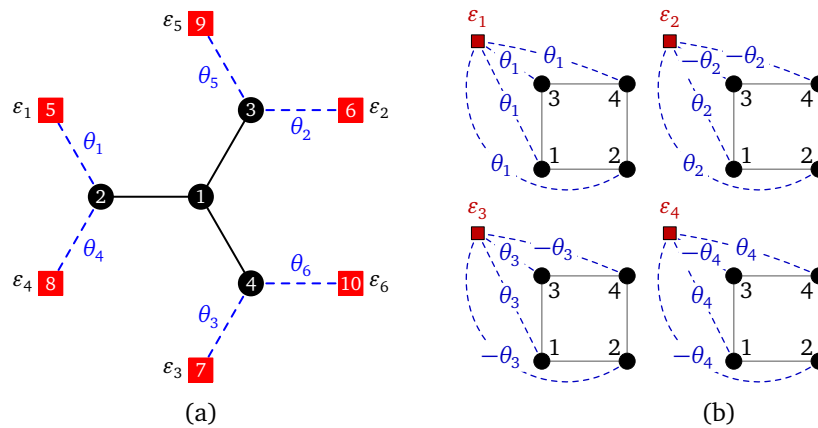 ε5 9
θ5
ε1 5 3 6 ε2
θ1 θ2
2 1
θ4 θ6
ε4 8 4 10 ε6
θ3
ε3 7
(a)
ε1 ε2
θ1 θ1 −θ2 −θ2
3 4 3 4
θ1 θ2
1 2 1 2
θ1 θ2
ε3 ε4
θ3 −θ3 −θ4 θ4
3 4 3 4
θ3 θ4
1 2 1 2
−θ3 −θ4
(b)